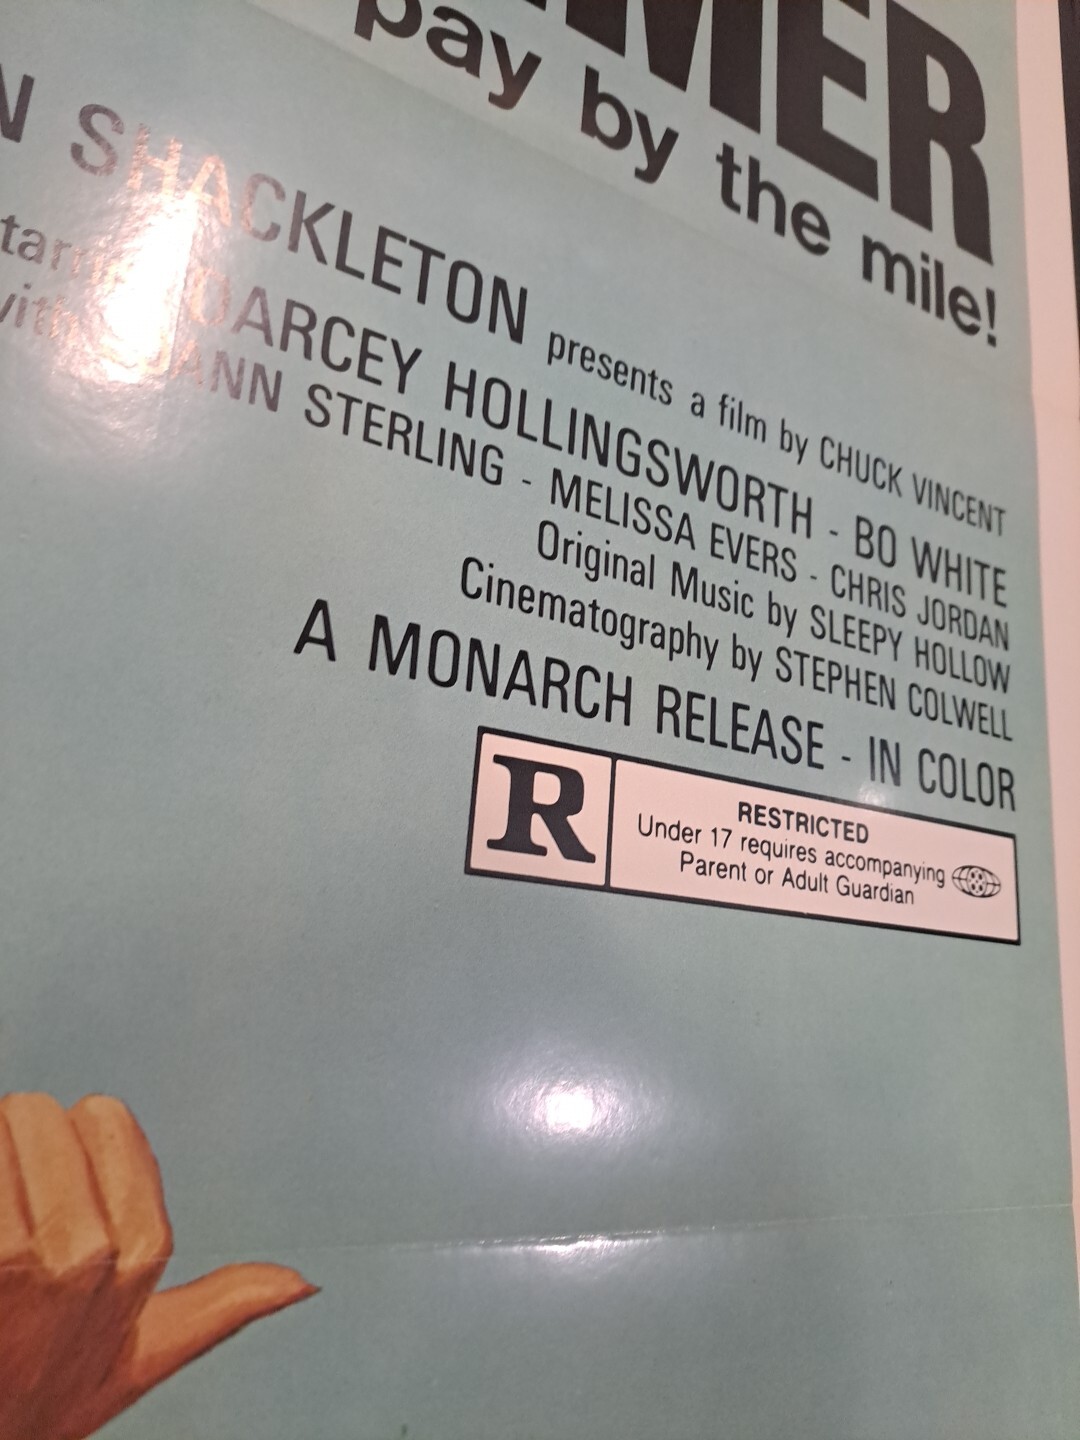 MER
pay by the mile!
N SHACKLETON presents a film by CHUCK VINCENT
DARCEY HOLLINGSWORTH - BO WHITE
with ANN STERLING - MELISSA EVERS - CHRIS JORDAN
Original Music by SLEEPY HOLLOW
Cinematography by STEPHEN COLWELL
A MONARCH RELEASE - IN COLOR
R
RESTRICTED
Under 17 requires accompanying
Parent or Adult Guardian